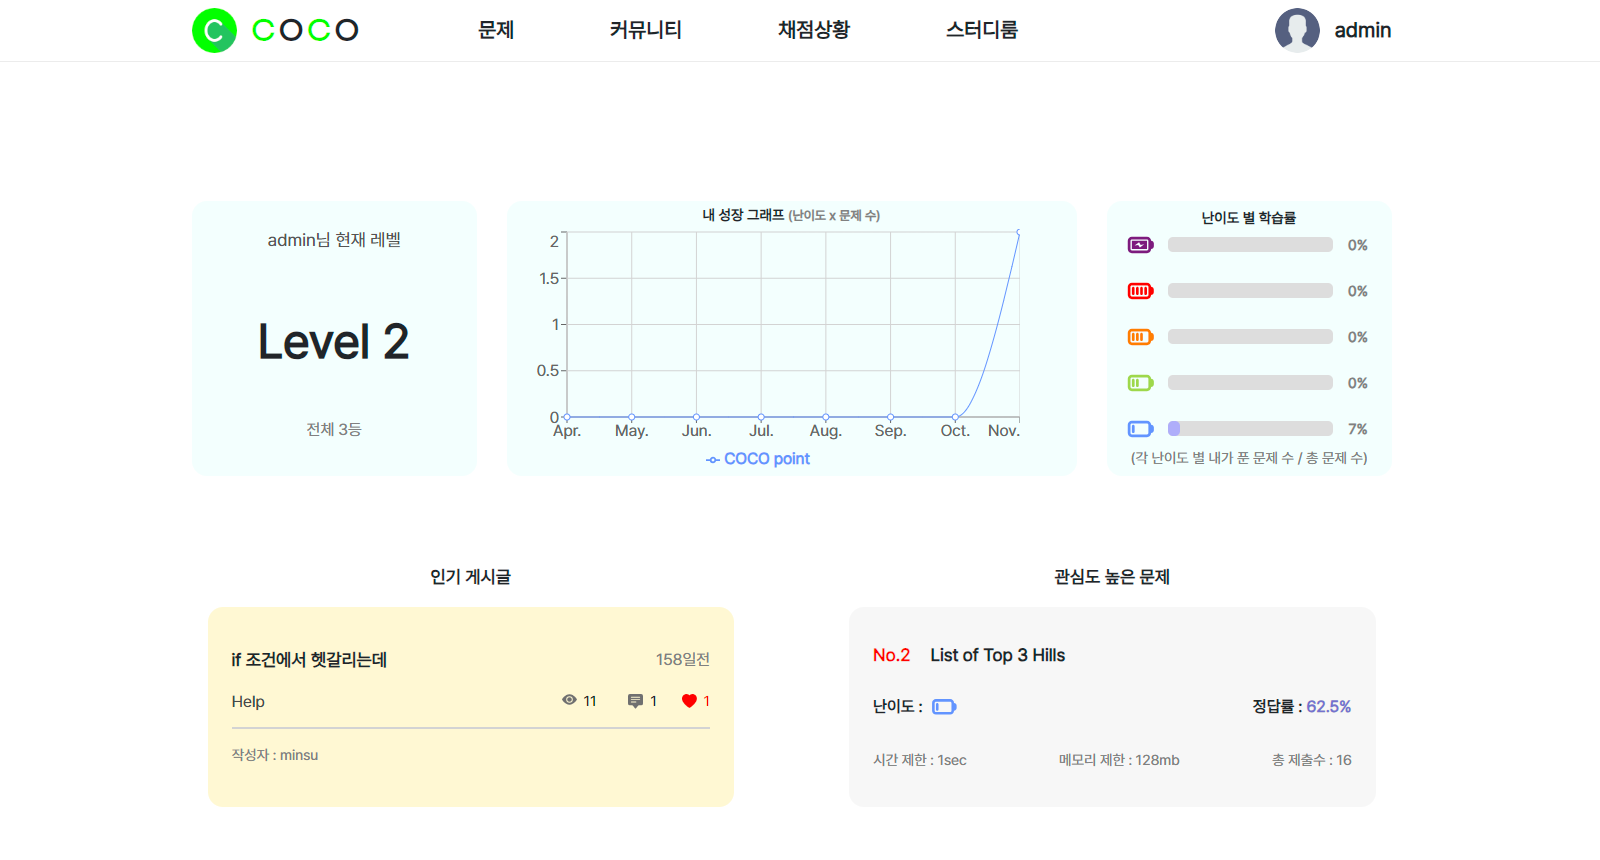 C COCO 문제 커뮤니티 채점상황 스터디룸 admin
admin님 현재 레벨
Level 2
전체 3등
내 성장 그래프 (난이도 x 문제 수)
2
1.5
1
0.5
0
Apr. May. Jun. Jul. Aug. Sep. Oct. Nov.
COCO point
난이도 별 학습률
0%
0%
0%
0%
7%
(각 난이도 별 내가 푼 문제 수 / 총 문제 수)
인기 게시글
if 조건에서 헷갈리는데 158일전
Help 11 1 1
작성자 : minsu
관심도 높은 문제
No.2 List of Top 3 Hills
난이도 : 정답률 : 62.5%
시간 제한 : 1sec 메모리 제한 : 128mb 총 제출수 : 16